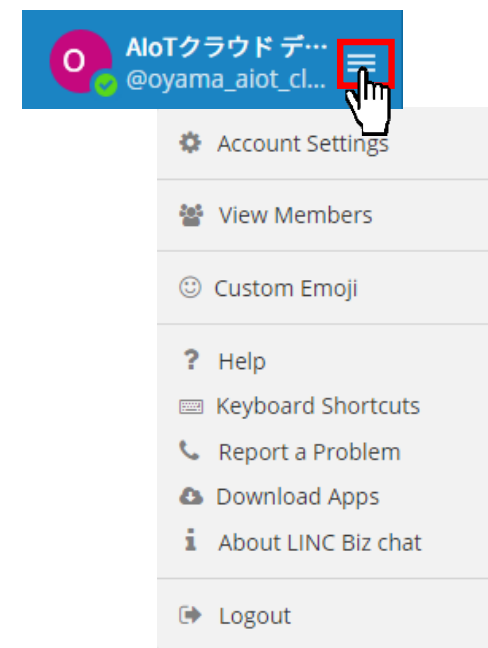 O
AIoTクラウド デ…
@oyama_aiot_cl...
Account Settings
View Members
Custom Emoji
? Help
Keyboard Shortcuts
Report a Problem
Download Apps
i About LINC Biz chat
Logout